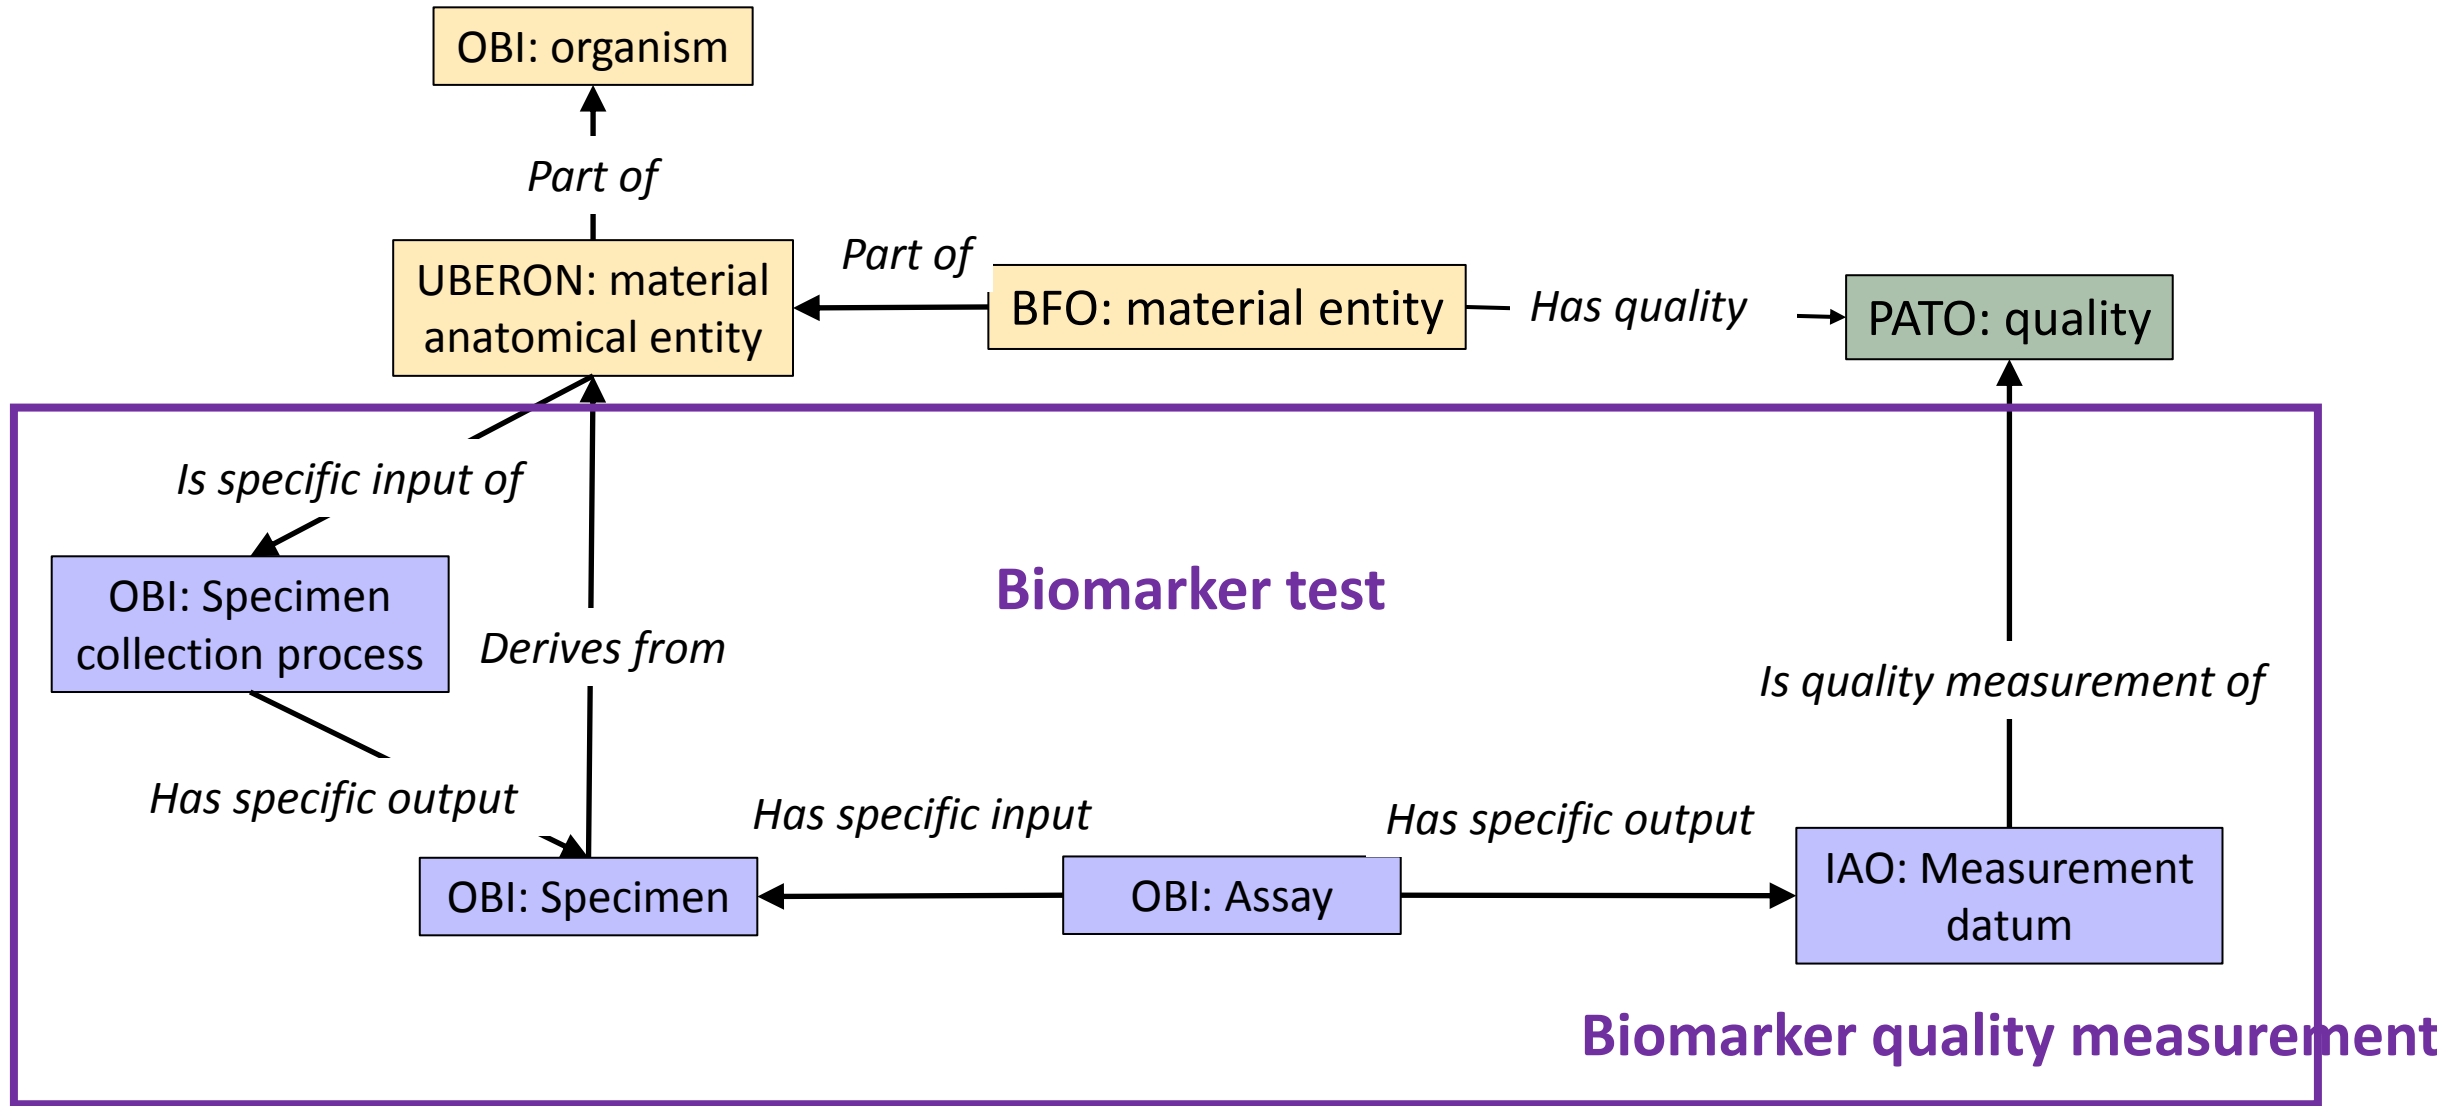 OBI: organism
Part of
UBERON: material
anatomical entity
Part of
BFO: material entity
Has quality
PATO: quality
Is specific input of
OBI: Specimen
collection process
Derives from
Biomarker test
Is quality measurement of
Has specific output
Has specific input
Has specific output
OBI: Specimen
OBI: Assay
IAO: Measurement
datum
Biomarker quality measurement